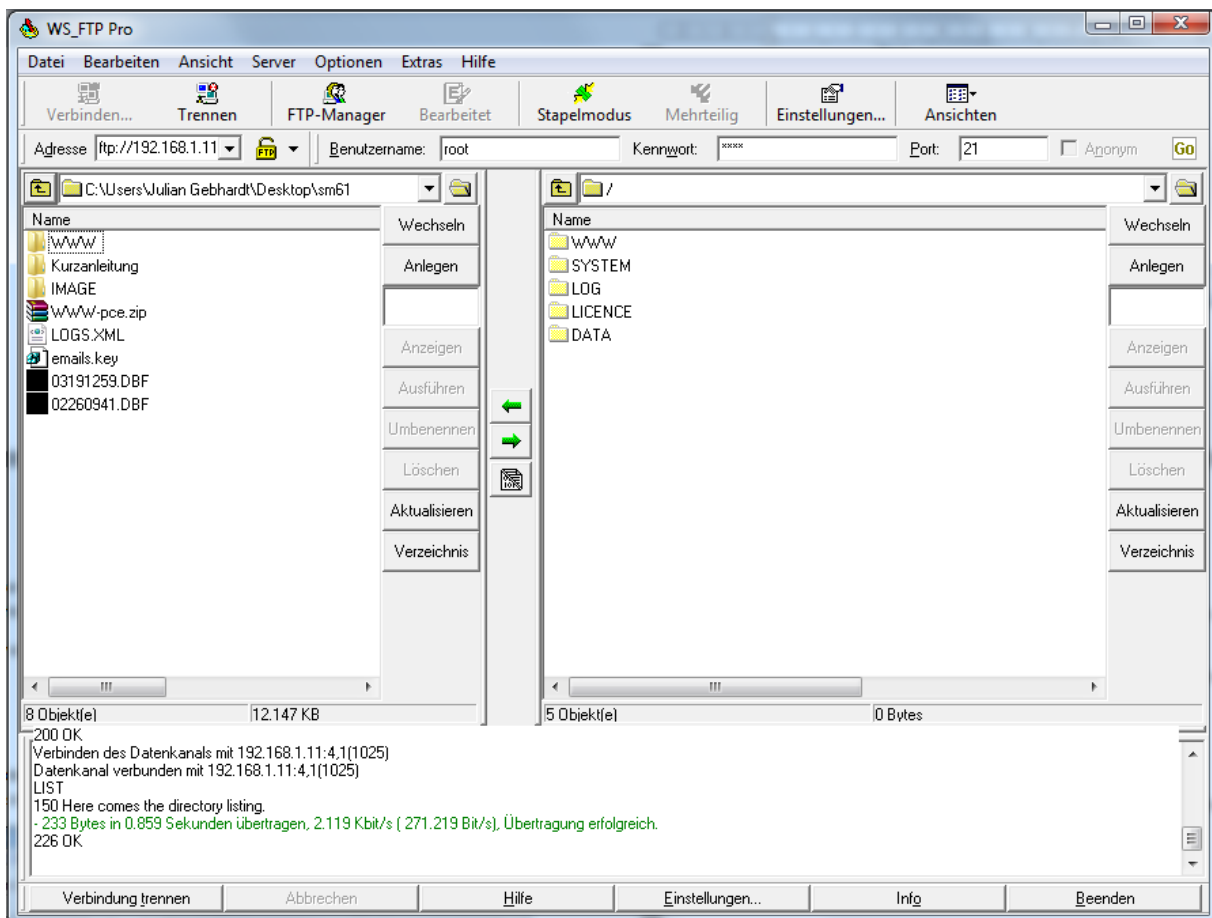 WS_FTP Pro
Datei Bearbeiten Ansicht Server Optionen Extras Hilfe
Verbinden... Trennen FTP-Manager Bearbeitet Stapelmodus Mehrteilig Einstellungen... Ansichten
Adresse ftp://192.168.1.11 FTP Benutzername: root Kennwort: **** Port: 21 Anonym Go
C:\Users\Julian Gebhardt\Desktop\sm61
Name
WWW
Kurzanleitung
IMAGE
WWW-pce.zip
LOGS.XML
emails.key
03191259.DBF
02260941.DBF
Wechseln
Anlegen
Anzeigen
Ausführen
Umbenennen
Löschen
Aktualisieren
Verzeichnis
8 Objekt(e) 12.147 KB
/
Name
WWW
SYSTEM
LOG
LICENCE
DATA
Wechseln
Anlegen
Anzeigen
Ausführen
Umbenennen
Löschen
Aktualisieren
Verzeichnis
5 Objekt(e) 0 Bytes
200 OK
Verbinden des Datenkanals mit 192.168.1.11:4,1(1025)
Datenkanal verbunden mit 192.168.1.11:4,1(1025)
LIST
150 Here comes the directory listing.
- 233 Bytes in 0.859 Sekunden übertragen, 2.119 Kbit/s ( 271.219 Bit/s), Übertragung erfolgreich.
226 OK
Verbindung trennen Abbrechen Hilfe Einstellungen... Info Beenden